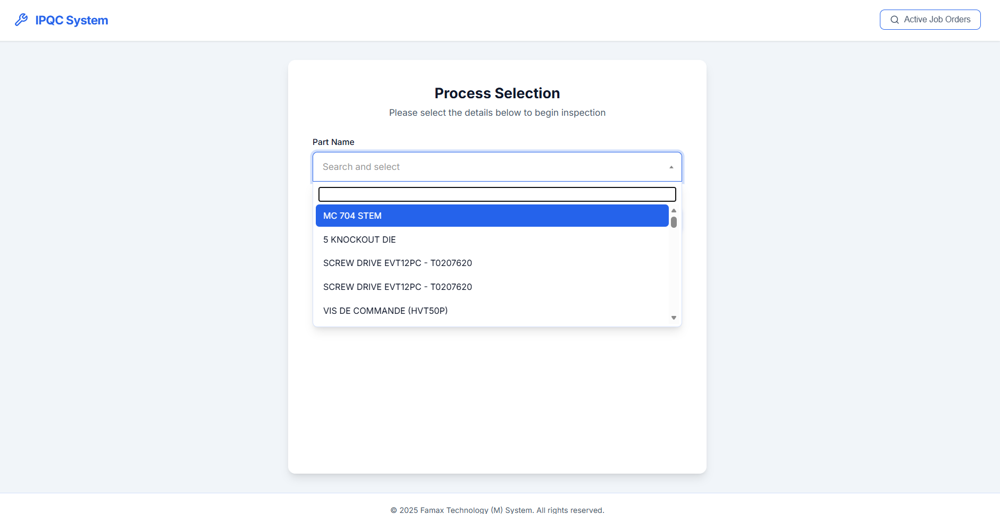 IPQC System
Active Job Orders
Process Selection
Please select the details below to begin inspection
Part Name
Search and select
MC 704 STEM
5 KNOCKOUT DIE
SCREW DRIVE EVT12PC - T0207620
SCREW DRIVE EVT12PC - T0207620
VIS DE COMMANDE (HVT50P)
© 2025 Famax Technology (M) System. All rights reserved.